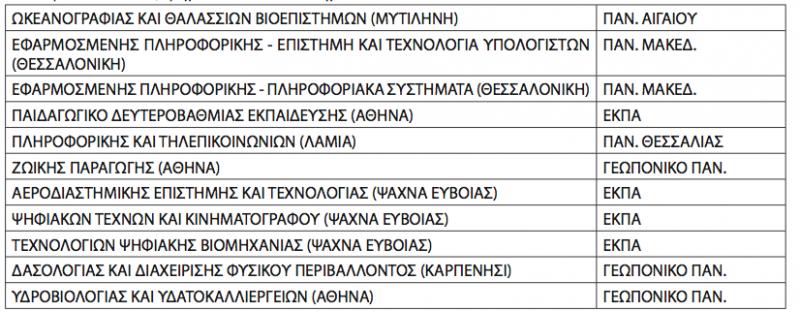 ΩΚΕΑΝΟΓΡΑΦΙΑΣ ΚΑΙ ΘΑΛΑΣΣΙΩΝ ΒΙΟΕΠΙΣΤΗΜΩΝ (ΜΥΤΙΛΗΝΗ) ΠΑΝ. ΑΙΓΑΙΟΥ
ΕΦΑΡΜΟΣΜΕΝΗΣ ΠΛΗΡΟΦΟΡΙΚΗΣ - ΕΠΙΣΤΗΜΗ ΚΑΙ ΤΕΧΝΟΛΟΓΙΑ ΥΠΟΛΟΓΙΣΤΩΝ ΠΑΝ. ΜΑΚΕΔ.
(ΘΕΣΣΑΛΟΝΙΚΗ)
ΕΦΑΡΜΟΣΜΕΝΗΣ ΠΛΗΡΟΦΟΡΙΚΗΣ - ΠΛΗΡΟΦΟΡΙΑΚΑ ΣΥΣΤΗΜΑΤΑ (ΘΕΣΣΑΛΟΝΙΚΗ) ΠΑΝ. ΜΑΚΕΔ.
ΠΑΙΔΑΓΩΓΙΚΟ ΔΕΥΤΕΡΟΒΑΘΜΙΑΣ ΕΚΠΑΙΔΕΥΣΗΣ (ΑΘΗΝΑ) ΕΚΠΑ
ΠΛΗΡΟΦΟΡΙΚΗΣ ΚΑΙ ΤΗΛΕΠΙΚΟΙΝΩΝΙΩΝ (ΛΑΜΙΑ) ΠΑΝ. ΘΕΣΣΑΛΙΑΣ
ΖΩΙΚΗΣ ΠΑΡΑΓΩΓΗΣ (ΑΘΗΝΑ) ΓΕΩΠΟΝΙΚΟ ΠΑΝ.
ΑΕΡΟΔΙΑΣΤΗΜΙΚΗΣ ΕΠΙΣΤΗΜΗΣ ΚΑΙ ΤΕΧΝΟΛΟΓΙΑΣ (ΨΑΧΝΑ ΕΥΒΟΙΑΣ) ΕΚΠΑ
ΨΗΦΙΑΚΩΝ ΤΕΧΝΩΝ ΚΑΙ ΚΙΝΗΜΑΤΟΓΡΑΦΟΥ (ΨΑΧΝΑ ΕΥΒΟΙΑΣ) ΕΚΠΑ
ΤΕΧΝΟΛΟΓΙΩΝ ΨΗΦΙΑΚΗΣ ΒΙΟΜΗΧΑΝΙΑΣ (ΨΑΧΝΑ ΕΥΒΟΙΑΣ) ΕΚΠΑ
ΔΑΣΟΛΟΓΙΑΣ ΚΑΙ ΔΙΑΧΕΙΡΙΣΗΣ ΦΥΣΙΚΟΥ ΠΕΡΙΒΑΛΛΟΝΤΟΣ (ΚΑΡΠΕΝΗΣΙ) ΓΕΩΠΟΝΙΚΟ ΠΑΝ.
ΥΔΡΟΒΙΟΛΟΓΙΑΣ ΚΑΙ ΥΔΑΤΟΚΑΛΛΙΕΡΓΕΙΩΝ (ΑΘΗΝΑ) ΓΕΩΠΟΝΙΚΟ ΠΑΝ.